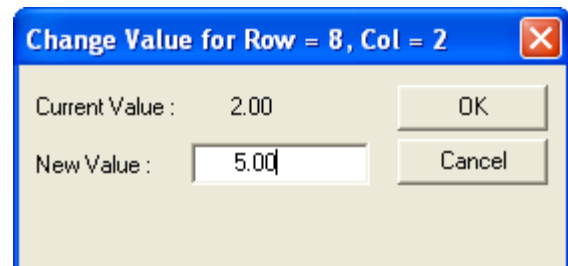 Change Value for Row = 8, Col = 2
Current Value : 2.00 OK
New Value : 5.00 Cancel